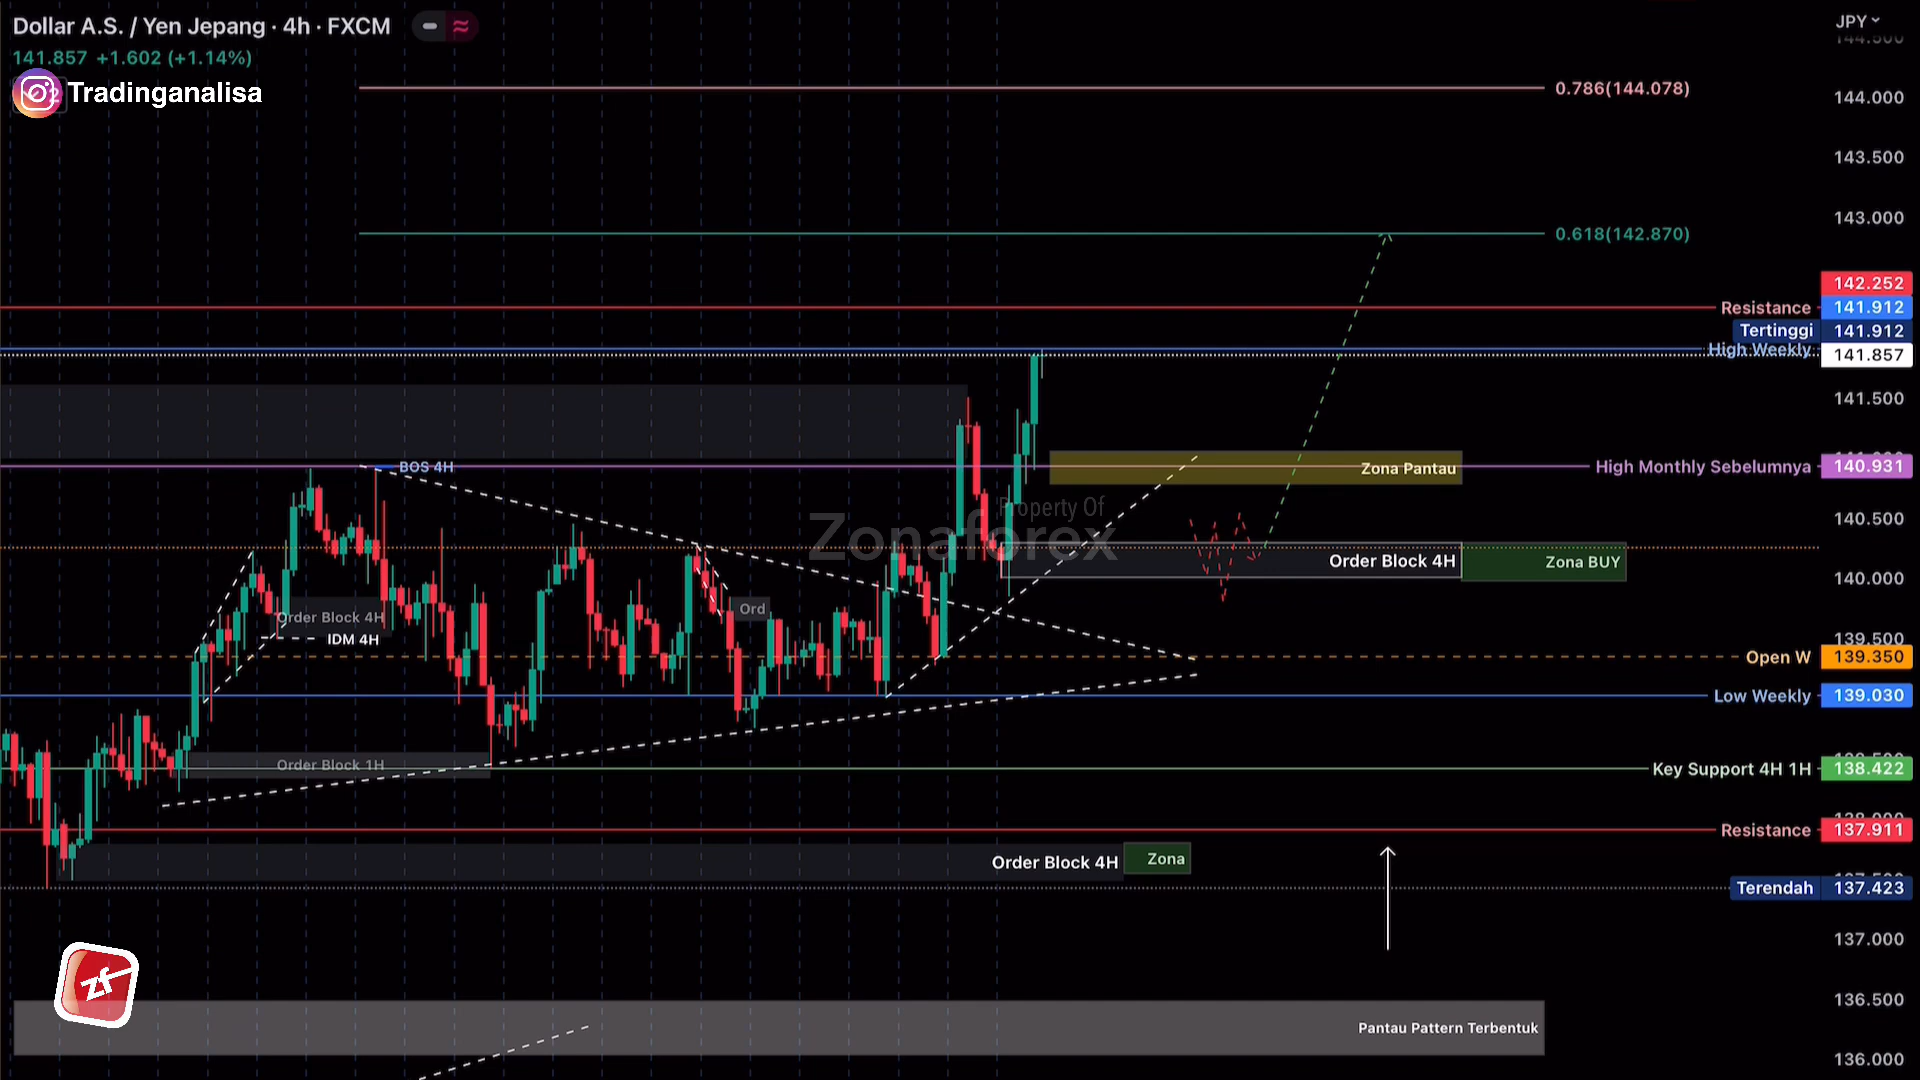 Dollar A.S. / Yen Jepang · 4h · FXCM
JPY
141.857 +1.602 (+1.14%)
Tradinganalisa
0.786(144.078)
144.000
143.500
143.000
0.618(142.870)
142.252
Resistance 141.912
Tertinggi 141.912
High Weekly 141.857
141.500
BOS 4H
Zona Pantau
High Monthly Sebelumnya 140.931
Property Of
Zonaforex
140.500
Order Block 4H
Zona BUY
140.000
Ord
Order Block 4H
IDM 4H
139.500
Open W 139.350
Low Weekly 139.030
Order Block 1H
Key Support 4H 1H 138.422
Resistance 137.911
Order Block 4H
Zona
Terendah 137.423
137.000
zf
136.500
Pantau Pattern Terbentuk
136.000